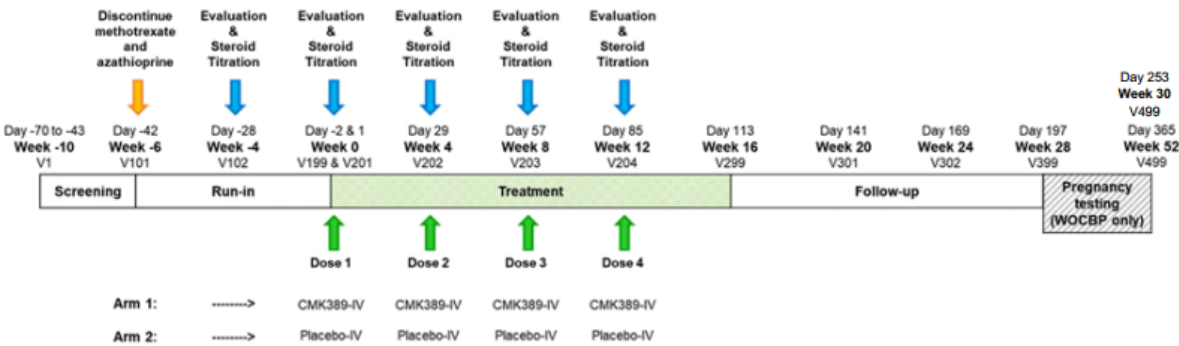 Discontinue methotrexate and azathioprine
Evaluation & Steroid Titration
Evaluation & Steroid Titration
Evaluation & Steroid Titration
Evaluation & Steroid Titration
Evaluation & Steroid Titration
Day 253
Week 30
V499
Day -70 to -43 Day -42 Day -28 Day -2 & 1 Day 29 Day 57 Day 85 Day 113 Day 141 Day 169 Day 197 Day 365
Week -10 Week -6 Week -4 Week 0 Week 4 Week 8 Week 12 Week 16 Week 20 Week 24 Week 28 Week 52
V1 V101 V102 V199 & V201 V202 V203 V204 V299 V301 V302 V399 V499
Screening Run-in Treatment Follow-up Pregnancy testing (WOCBP only)
Dose 1 Dose 2 Dose 3 Dose 4
Arm 1: --------> CMK389-IV CMK389-IV CMK389-IV CMK389-IV
Arm 2: --------> Placebo-IV Placebo-IV Placebo-IV Placebo-IV